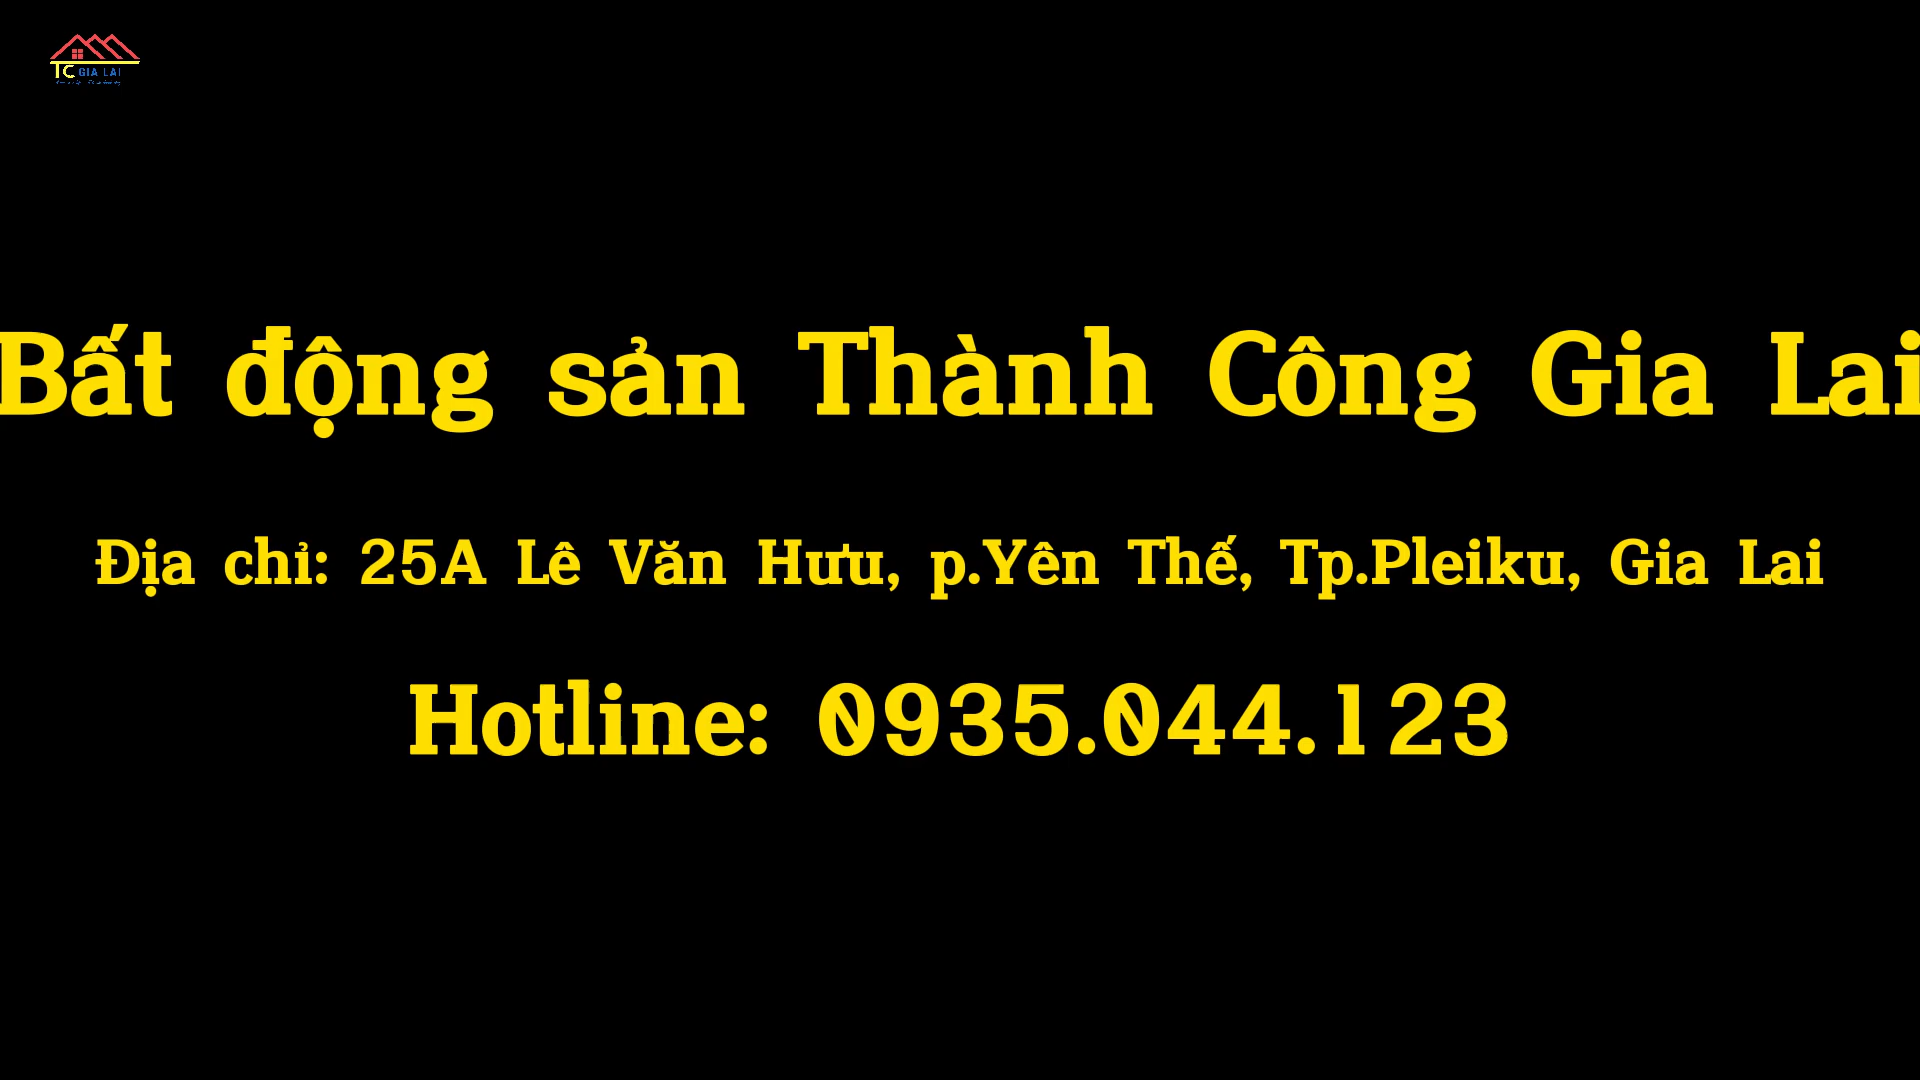 TC GIA LAI
Bất động sản Thành Công Gia Lai
Địa chỉ: 25A Lê Văn Hưu, p.Yên Thế, Tp.Pleiku, Gia Lai
Hotline: 0935.044.123